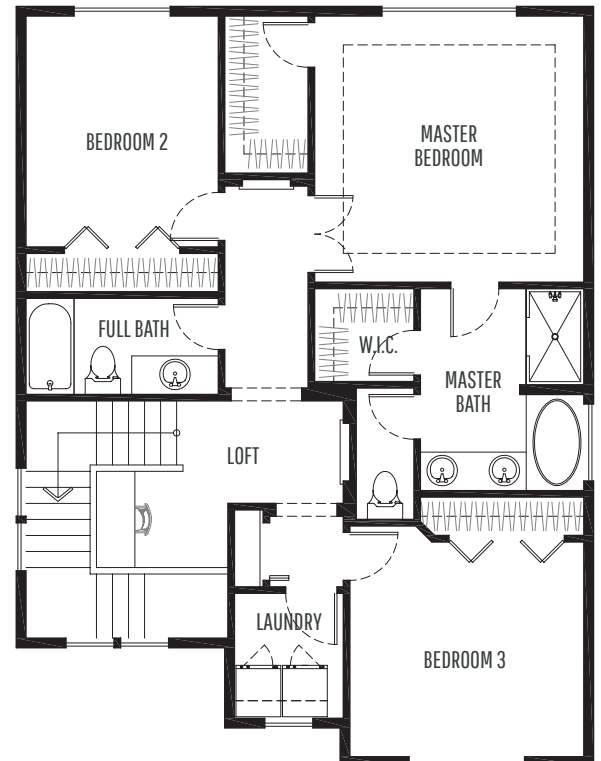 BEDROOM 2
MASTER
BEDROOM
FULL BATH
W.I.C.
MASTER
BATH
LOFT
LAUNDRY
BEDROOM 3